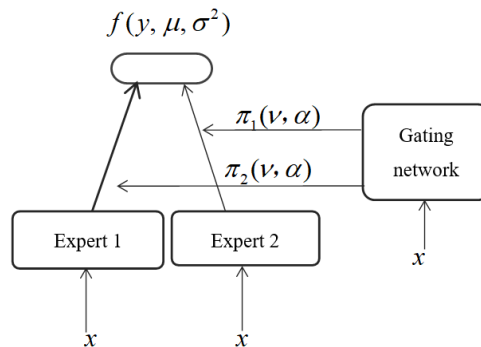 f(y, μ, σ²)
π₁(ν, α)
Gating
network
π₂(ν, α)
Expert 1
Expert 2
x
x
x